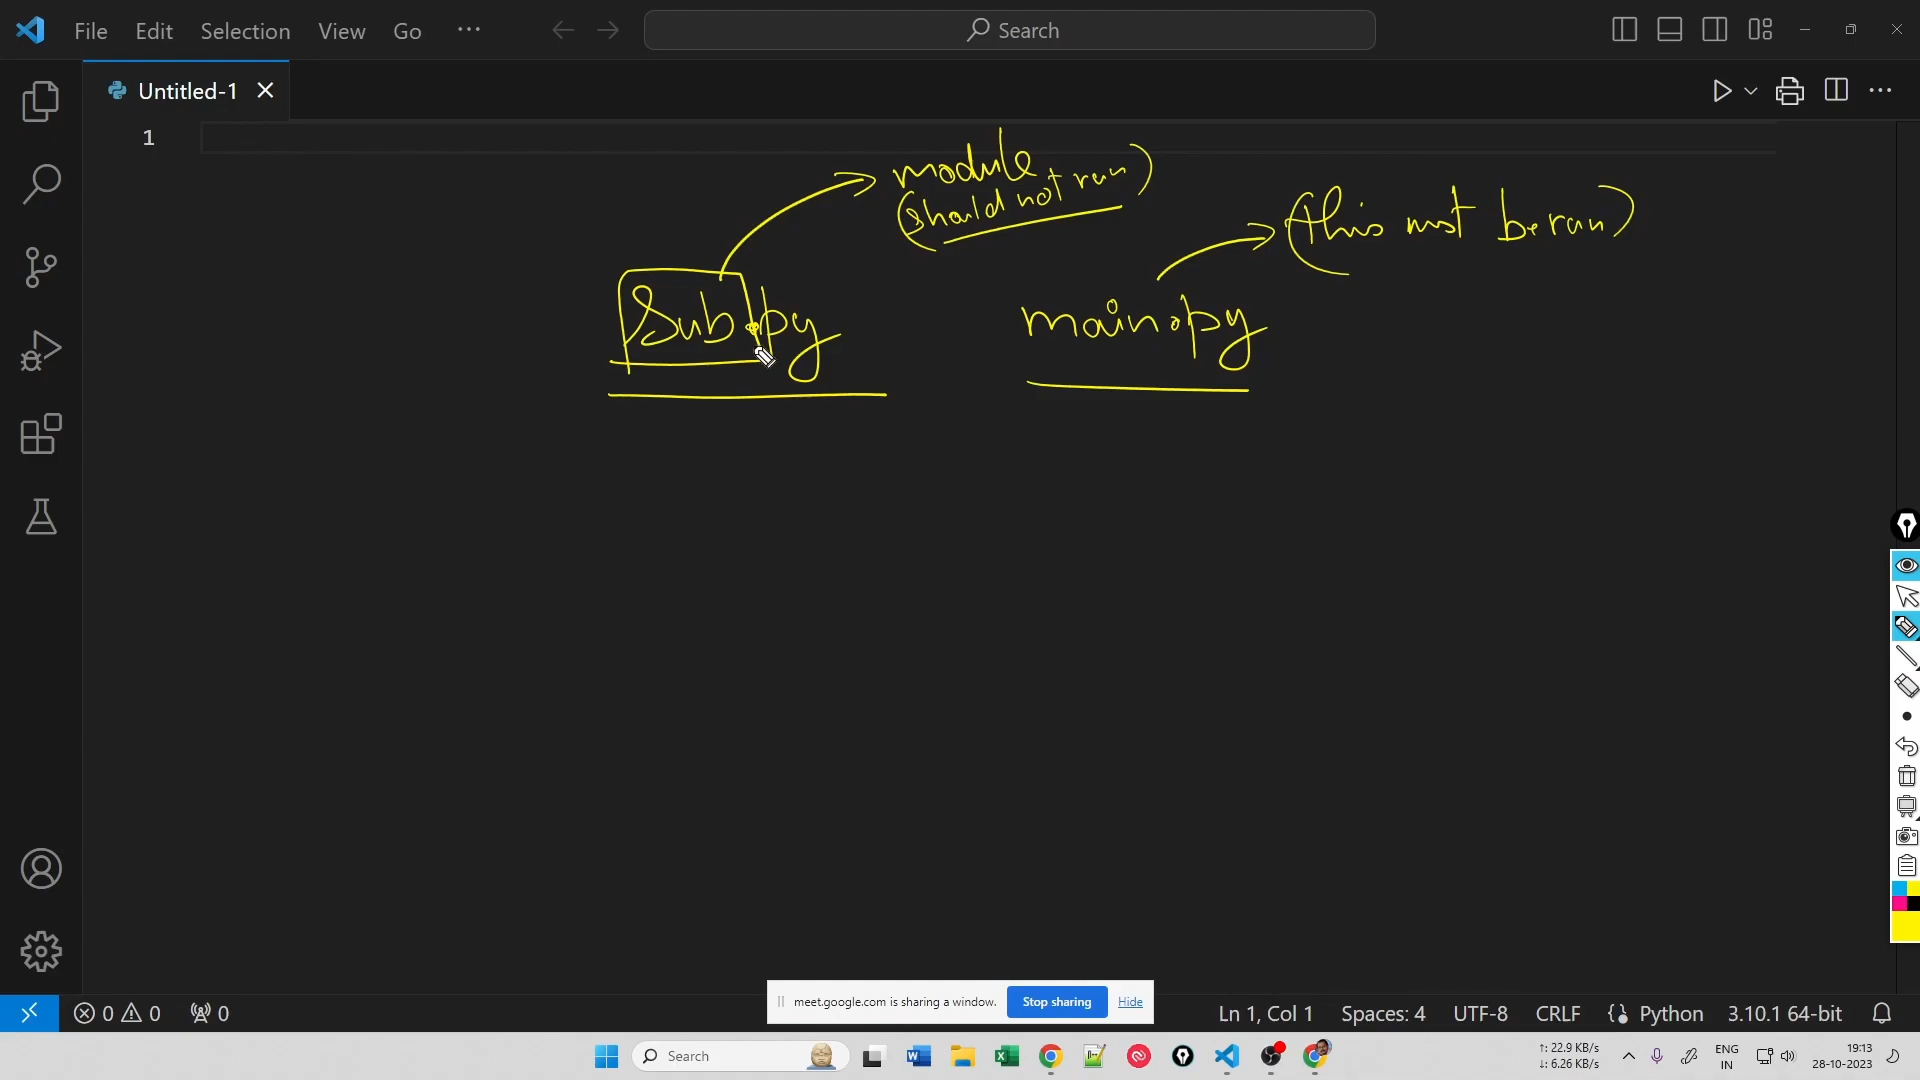 File Edit Selection View Go ··· Search
Untitled-1
1
module
(should not run)
(this mst be run)
Sub.py main.py
meet.google.com is sharing a window. Stop sharing Hide
0 0 0 Ln 1, Col 1 Spaces: 4 UTF-8 CRLF Python 3.10.1 64-bit
Search
↑: 22.9 KB/s
↓: 6.26 KB/s
ENG
IN
19:13
28-10-2023